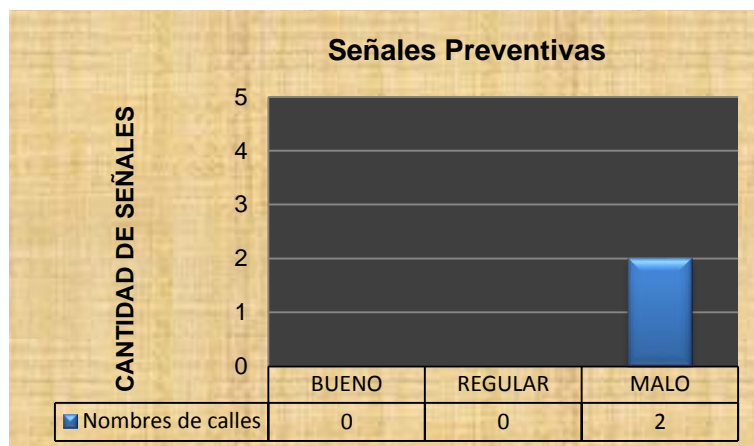 Señales Preventivas
CANTIDAD DE SEÑALES
5
4
3
2
1
0
BUENO REGULAR MALO
Nombres de calles 0 0 2